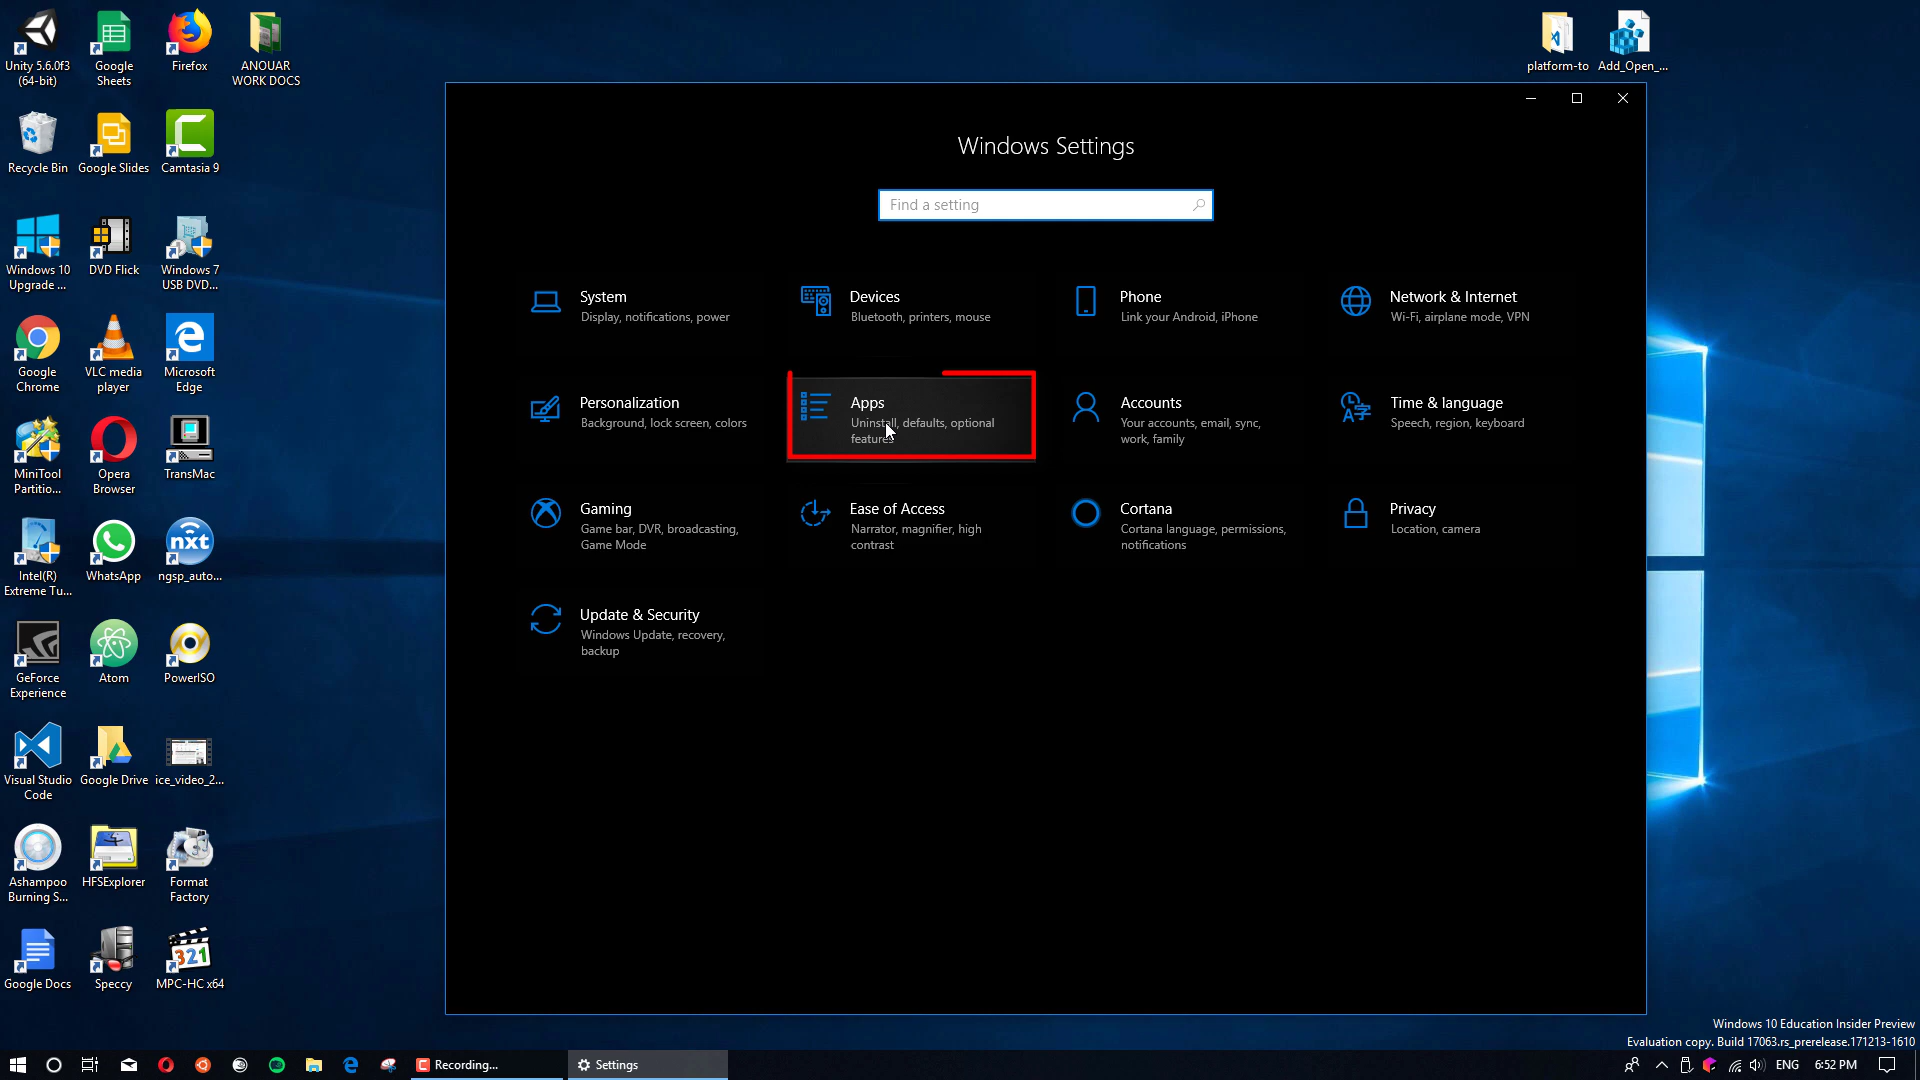 Unity 5.6.0f3
(64-bit)
Google
Sheets
Firefox
ANOUAR
WORK DOCS
platform-to
Add_Open_...
Recycle Bin
Google Slides
Camtasia 9
Windows 10
Upgrade ...
DVD Flick
Windows 7
USB DVD...
Google
Chrome
VLC media
player
Microsoft
Edge
MiniTool
Partitio...
Opera
Browser
TransMac
Intel(R)
Extreme Tu...
WhatsApp
nxt
ngsp_auto...
GeForce
Experience
Atom
PowerISO
Visual Studio
Code
Google Drive
ice_video_2...
Ashampoo
Burning S...
HFSExplorer
Format
Factory
Google Docs
Speccy
321
MPC-HC x64
Windows Settings
Find a setting
System
Display, notifications, power
Devices
Bluetooth, printers, mouse
Phone
Link your Android, iPhone
Network & Internet
Wi-Fi, airplane mode, VPN
Personalization
Background, lock screen, colors
Apps
Uninstall, defaults, optional
features
Accounts
Your accounts, email, sync,
work, family
Time & language
Speech, region, keyboard
Gaming
Game bar, DVR, broadcasting,
Game Mode
Ease of Access
Narrator, magnifier, high
contrast
Cortana
Cortana language, permissions,
notifications
Privacy
Location, camera
Update & Security
Windows Update, recovery,
backup
Windows 10 Education Insider Preview
Evaluation copy. Build 17063.rs_prerelease.171213-1610
Recording...
Settings
ENG
6:52 PM